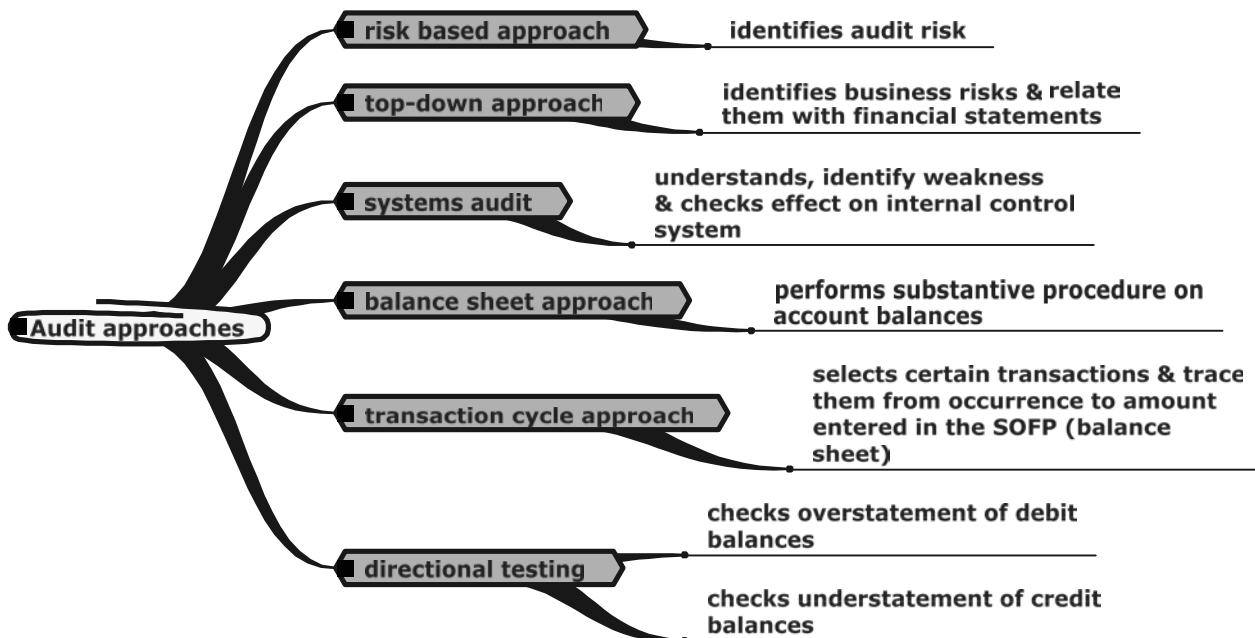 risk based approach
identifies audit risk
top-down approach
identifies business risks & relate
them with financial statements
systems audit
understands, identify weakness
& checks effect on internal control
system
balance sheet approach
performs substantive procedure on
account balances
Audit approaches
transaction cycle approach
selects certain transactions & trace
them from occurrence to amount
entered in the SOFP (balance
sheet)
directional testing
checks overstatement of debit
balances
checks understatement of credit
balances